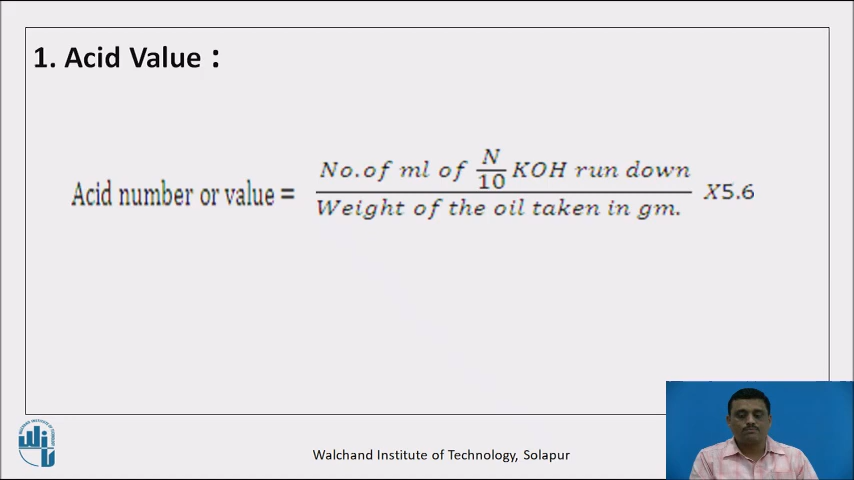 1. Acid Value :
Acid number or value = No.of ml of N/10 KOH run down / Weight of the oil taken in gm. X5.6
Walchand Institute of Technology, Solapur